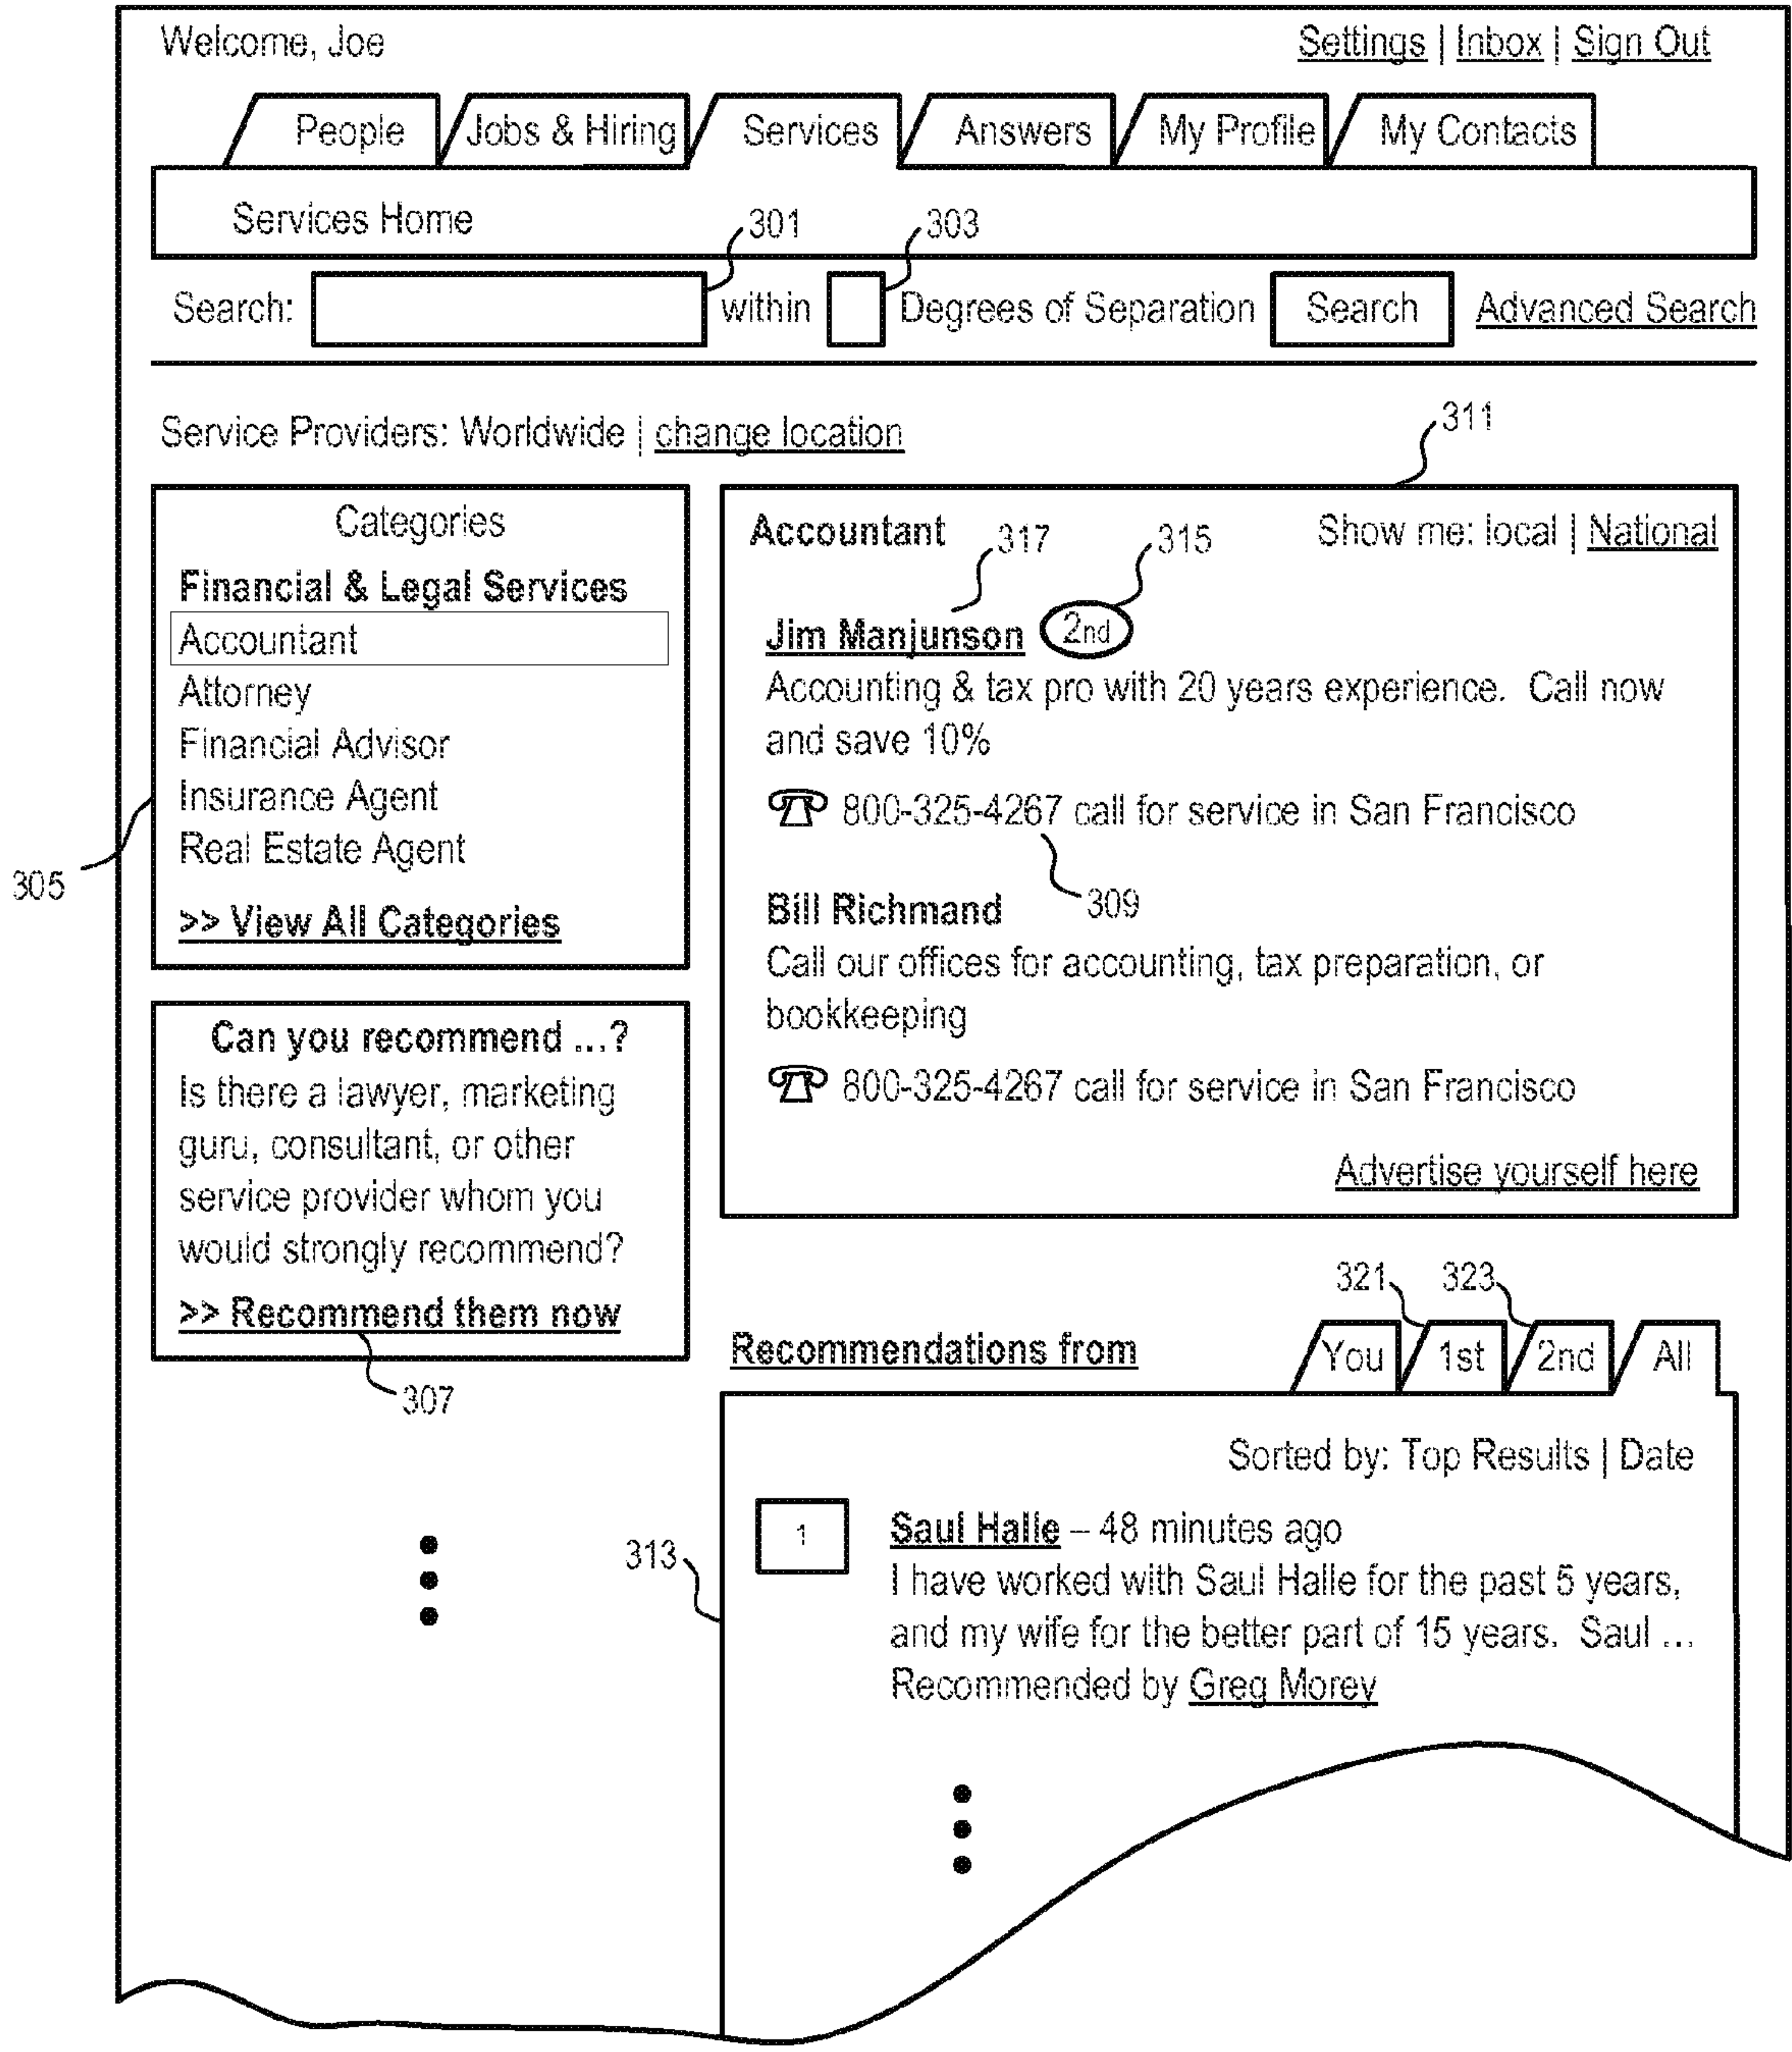 Welcome, Joe
Settings | Inbox | Sign Out
People
Jobs & Hiring
Services
Answers
My Profile
My Contacts
Services Home
301
303
Search:
within
Degrees of Separation
Search
Advanced Search
Service Providers: Worldwide | change location
311
Categories
Financial & Legal Services
Accountant
Attorney
Financial Advisor
Insurance Agent
Real Estate Agent
>> View All Categories
305
Accountant
317
315
Show me: local | National
Jim Manjunson
2nd
Accounting & tax pro with 20 years experience. Call now
and save 10%
800-325-4267 call for service in San Francisco
309
Bill Richmand
Call our offices for accounting, tax preparation, or
bookkeeping
800-325-4267 call for service in San Francisco
Advertise yourself here
Can you recommend ...?
Is there a lawyer, marketing
guru, consultant, or other
service provider whom you
would strongly recommend?
>> Recommend them now
307
321
323
Recommendations from
You
1st
2nd
All
Sorted by: Top Results | Date
313
1
Saul Halle – 48 minutes ago
I have worked with Saul Halle for the past 5 years,
and my wife for the better part of 15 years. Saul ...
Recommended by Greg Morey